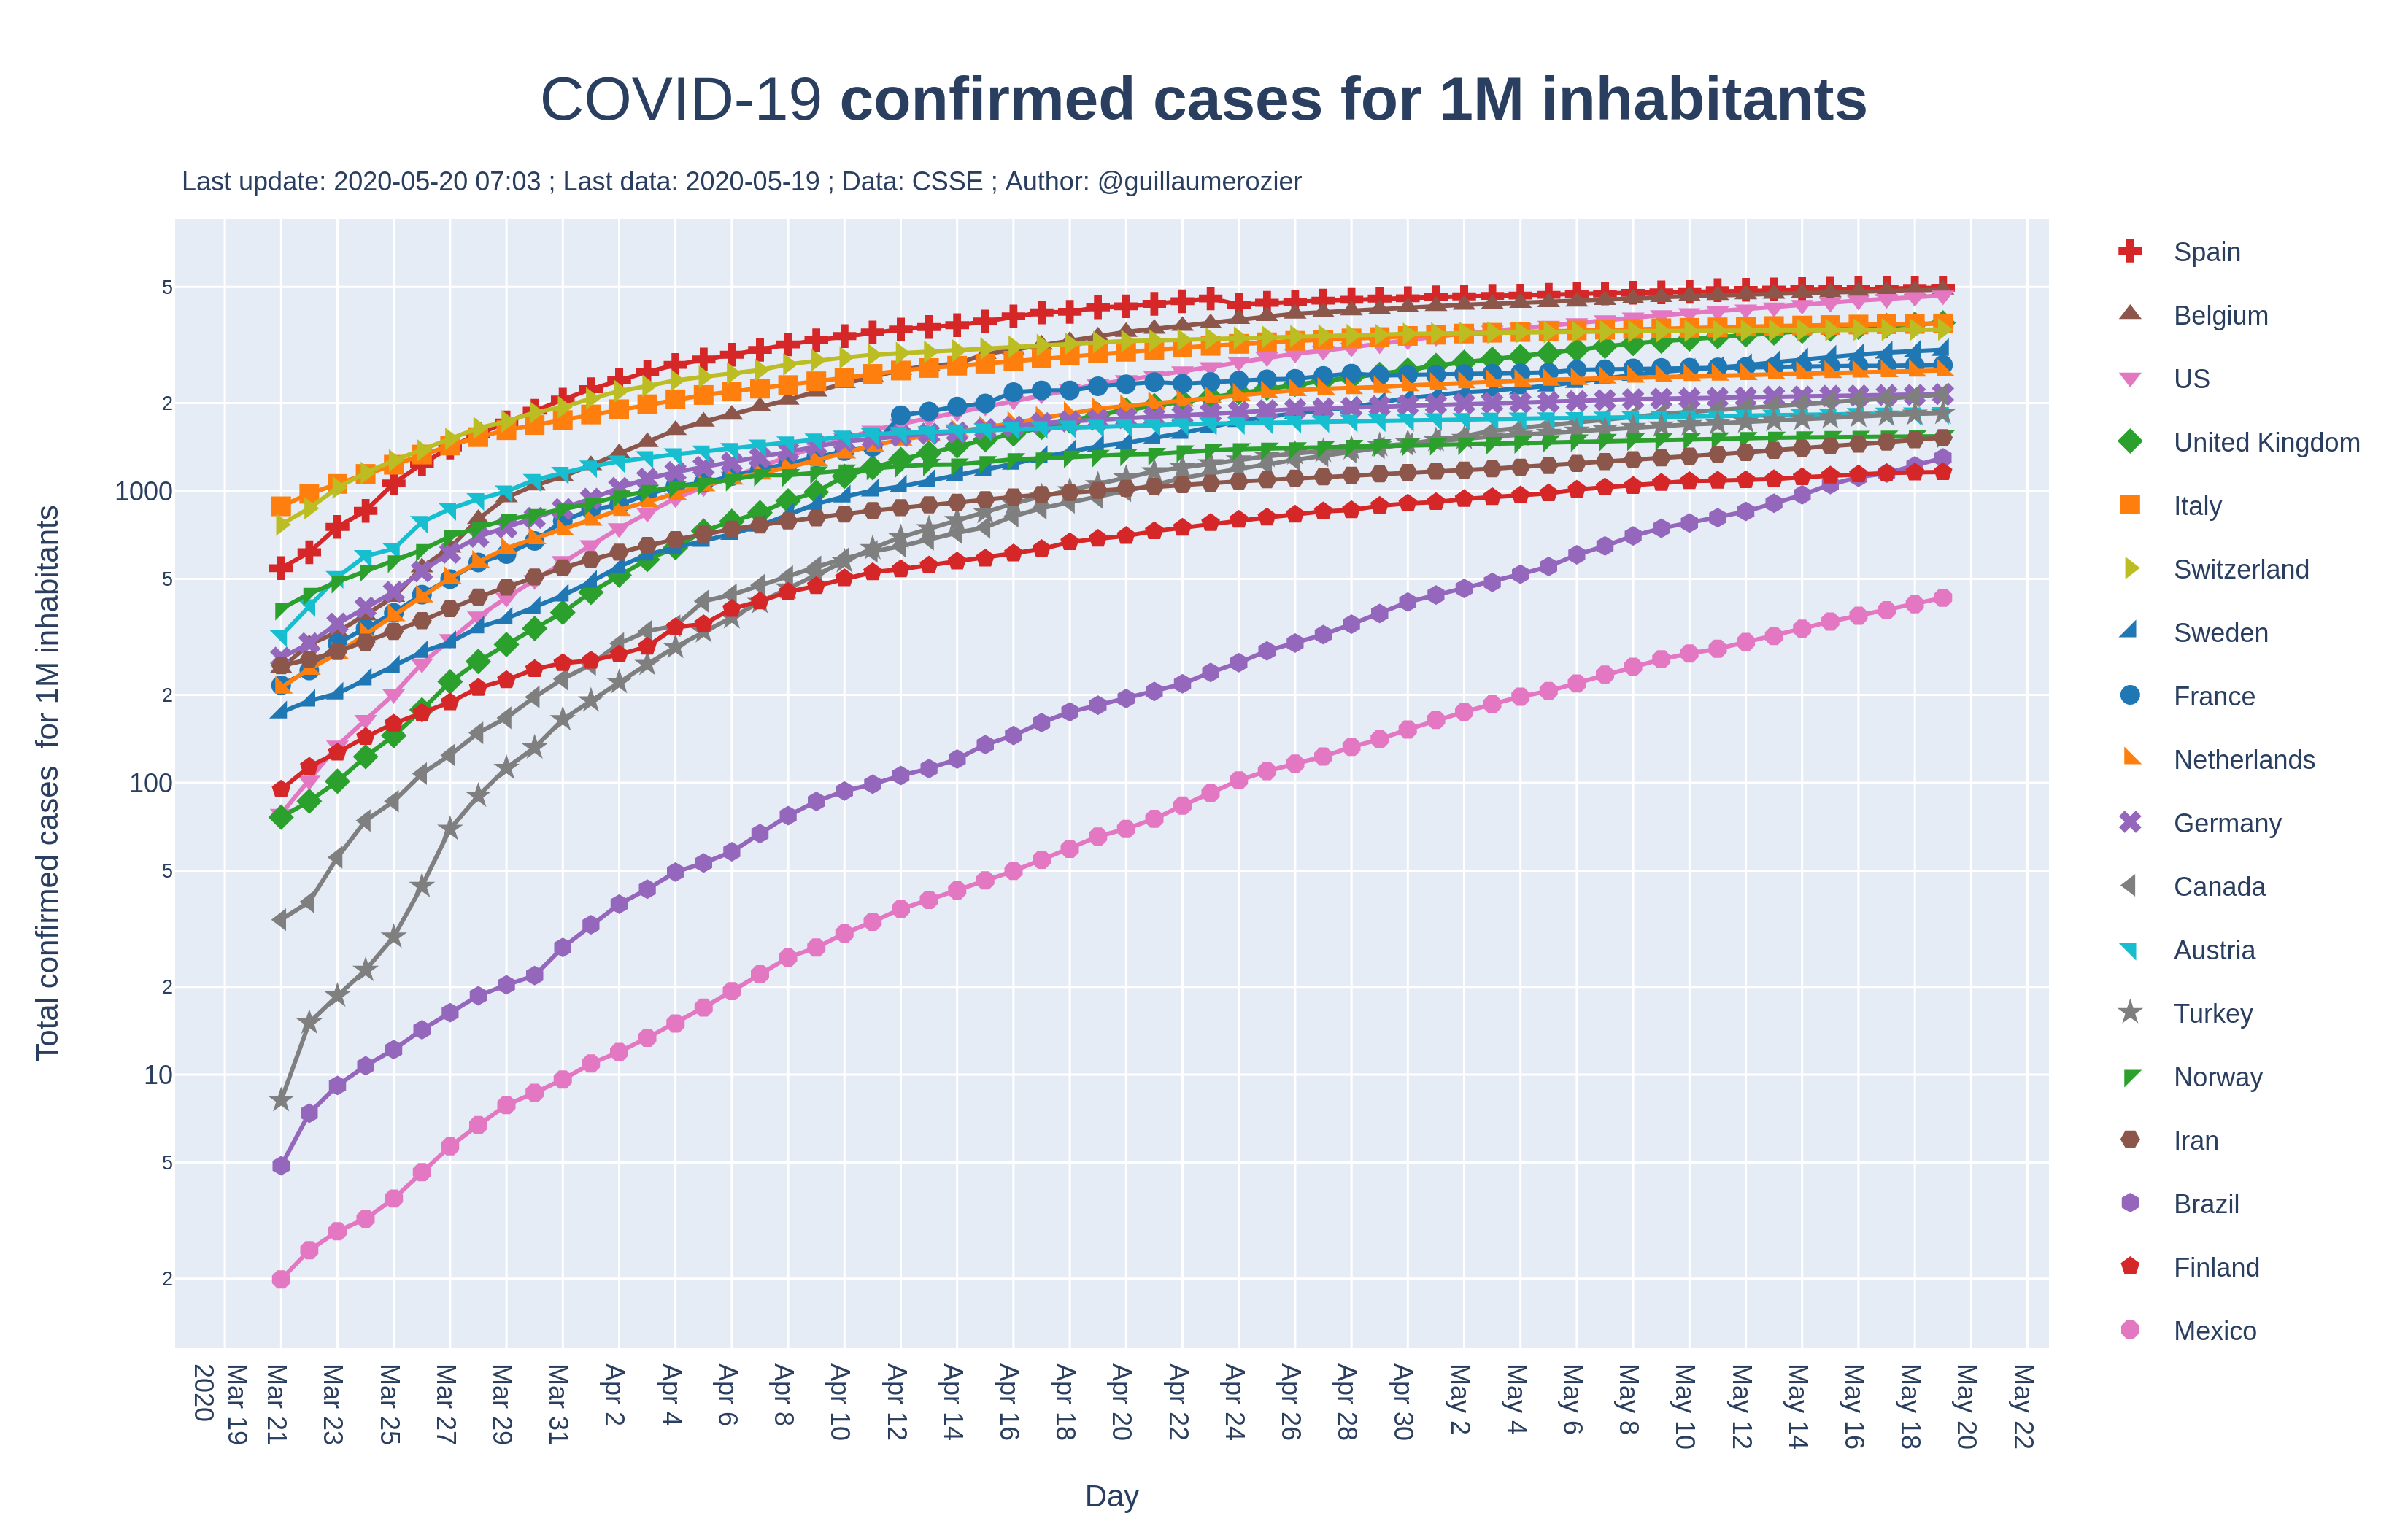 COVID-19 confirmed cases for 1M inhabitants
Last update: 2020-05-20 07:03 ; Last data: 2020-05-19 ; Data: CSSE ; Author: @guillaumerozier
Total confirmed cases for 1M inhabitants
5
2
1000
5
2
100
5
2
10
5
2
Mar 19
2020
Mar 21
Mar 23
Mar 25
Mar 27
Mar 29
Mar 31
Apr 2
Apr 4
Apr 6
Apr 8
Apr 10
Apr 12
Apr 14
Apr 16
Apr 18
Apr 20
Apr 22
Apr 24
Apr 26
Apr 28
Apr 30
May 2
May 4
May 6
May 8
May 10
May 12
May 14
May 16
May 18
May 20
May 22
Day
Spain
Belgium
US
United Kingdom
Italy
Switzerland
Sweden
France
Netherlands
Germany
Canada
Austria
Turkey
Norway
Iran
Brazil
Finland
Mexico